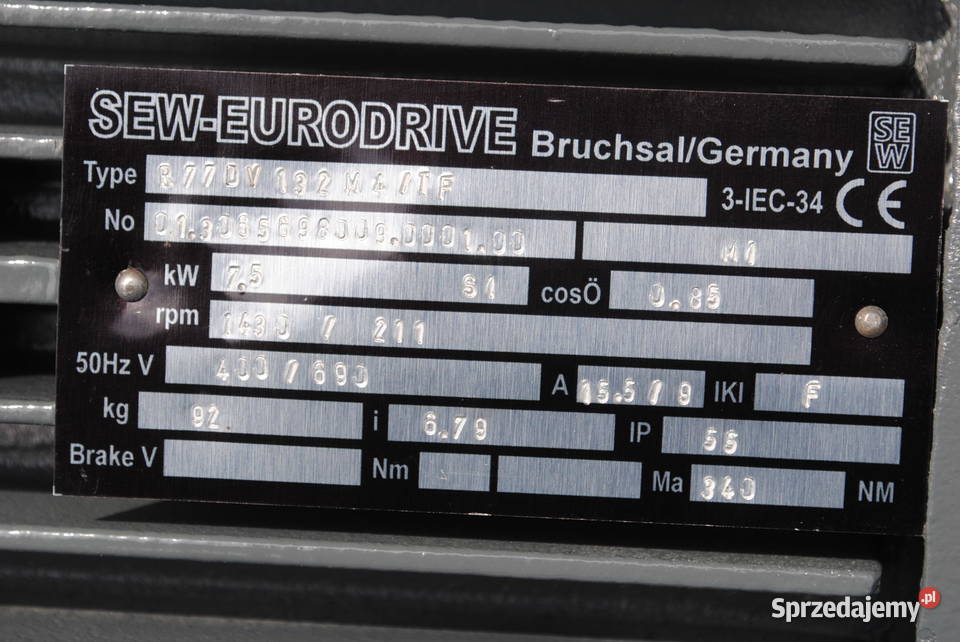 SEW-EURODRIVE Bruchsal/Germany SEW
Type R77DV132M4/TF 3-IEC-34 CE
No 01.3085698009.0001.00 M1
kW 7.5 S1 cosÖ 0.85
rpm 1430 / 211
50Hz V 400/690 A 15.5/9 IKI F
kg 92 i 6.79 IP 55
Brake V Nm Ma 340 NM
Sprzedajemy.pl